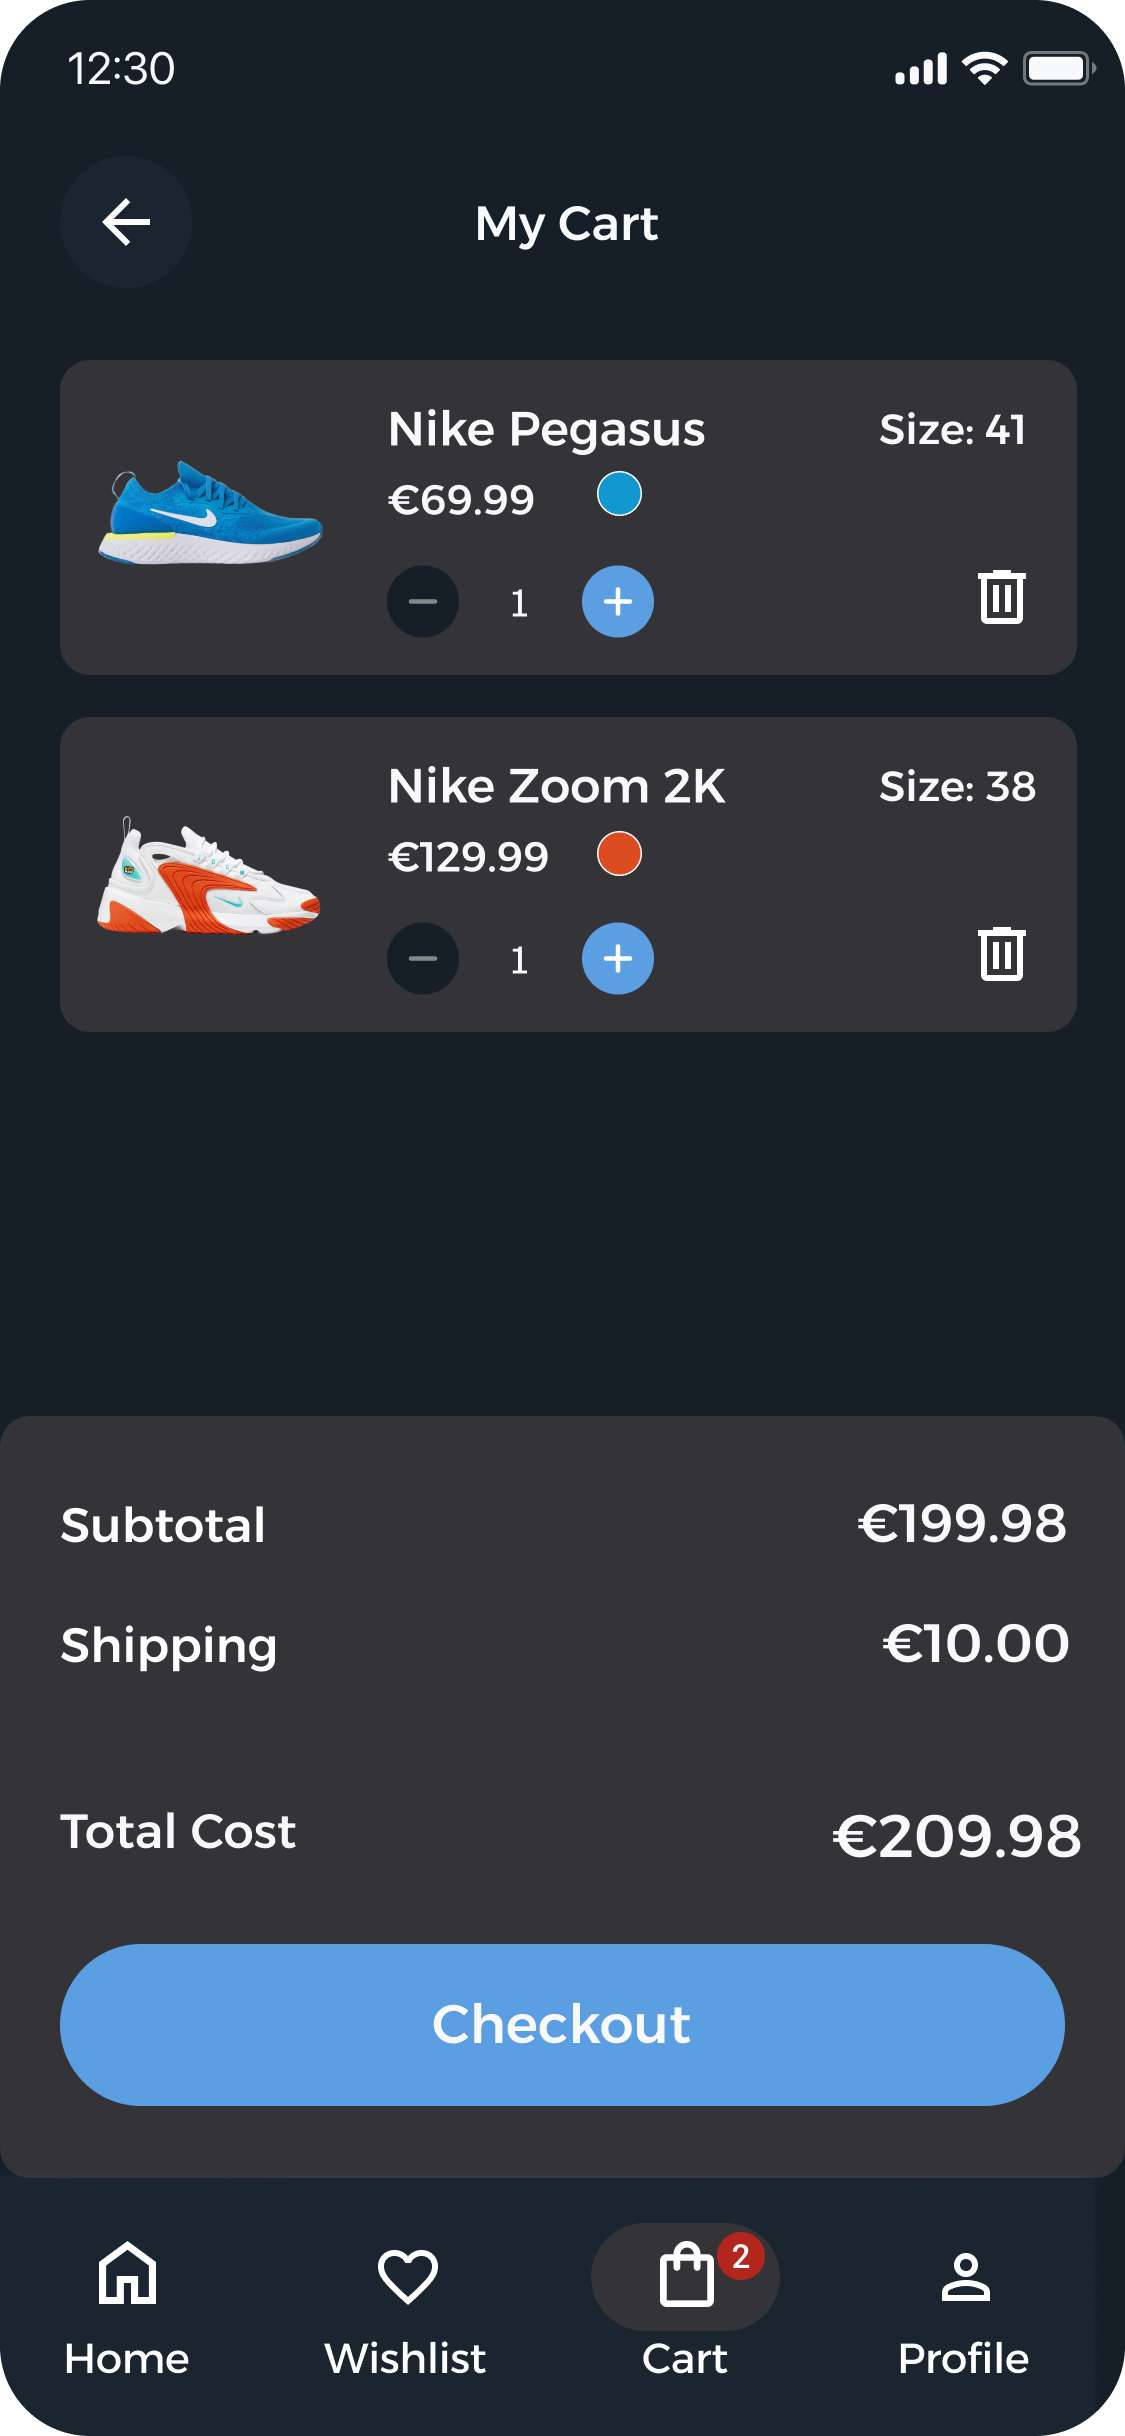 12:30
My Cart
Nike Pegasus
Size: 41
€69.99
1
Nike Zoom 2K
Size: 38
€129.99
1
Subtotal
€199.98
Shipping
€10.00
Total Cost
€209.98
Checkout
2
Home
Wishlist
Cart
Profile